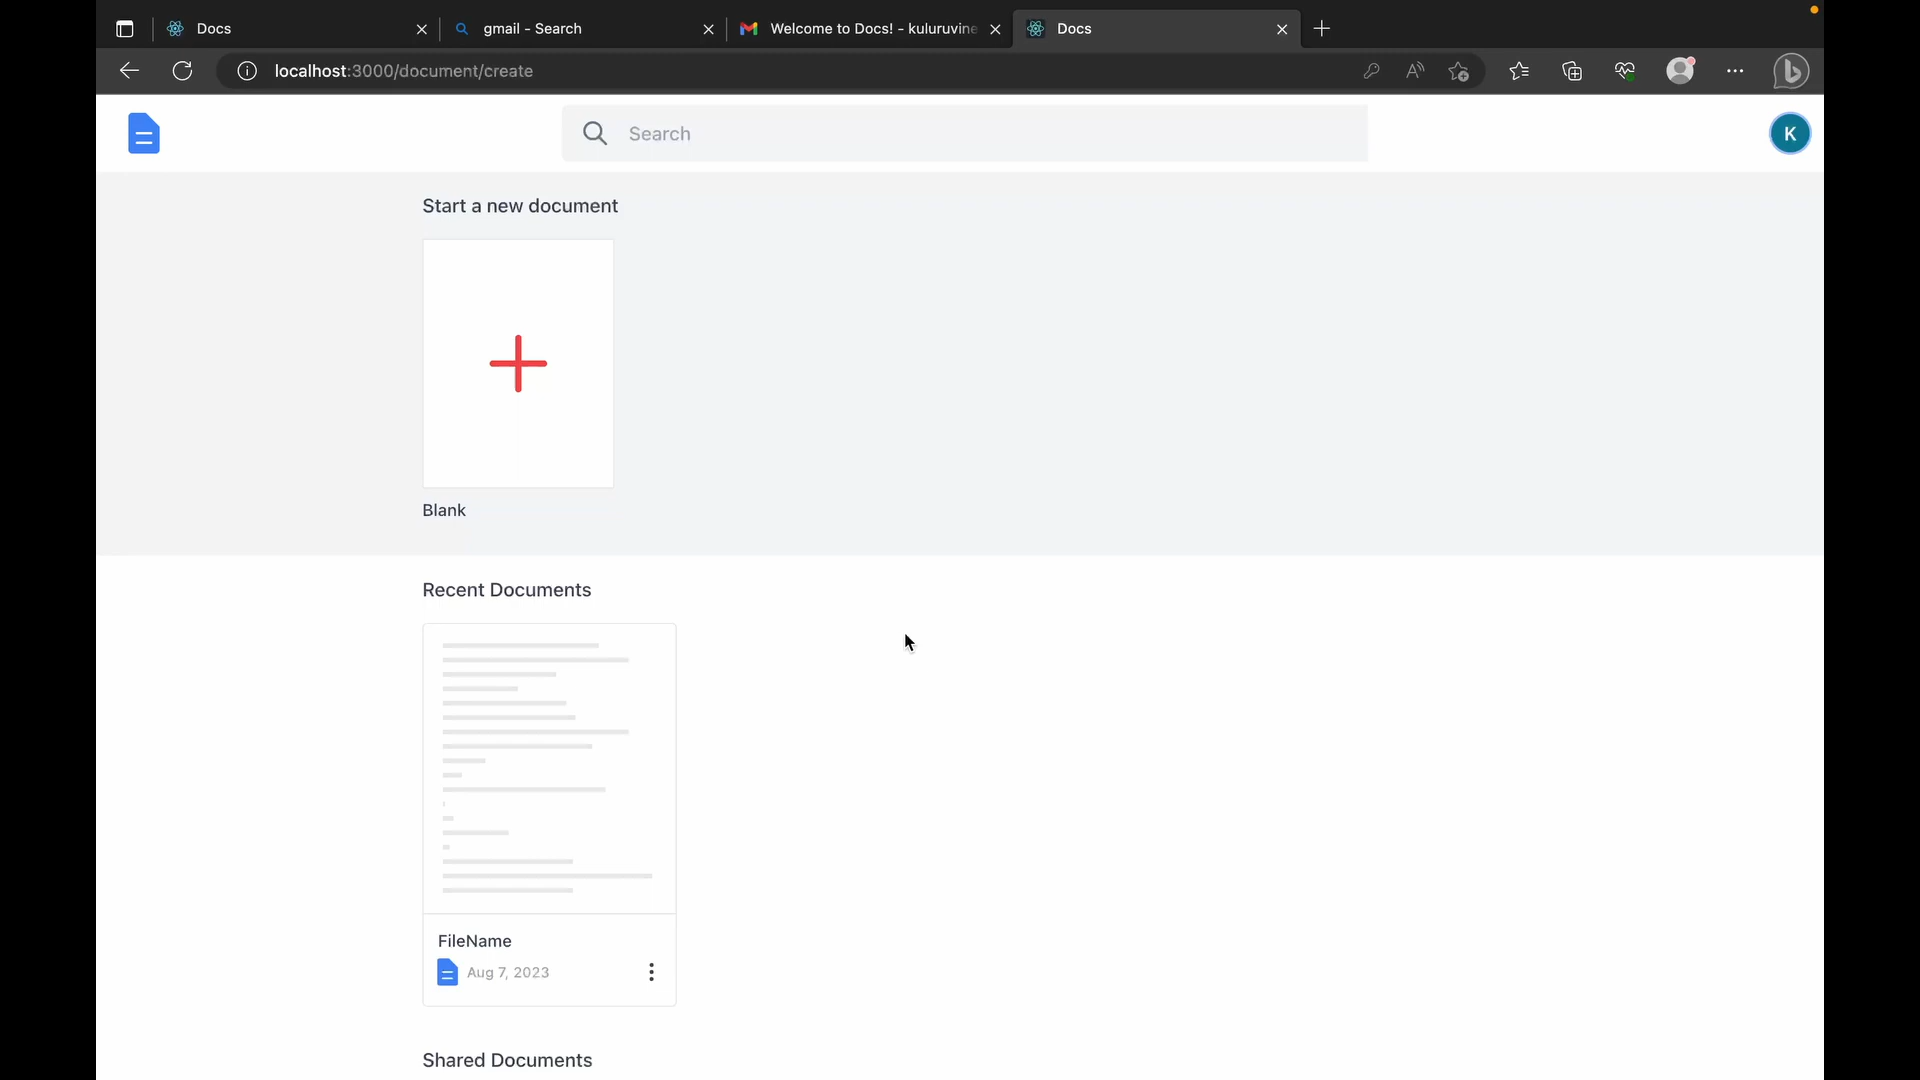 Docs
gmail - Search
Welcome to Docs! - kuluruvine
Docs
localhost:3000/document/create
Search
K
Start a new document
Blank
Recent Documents
FileName
Aug 7, 2023
Shared Documents